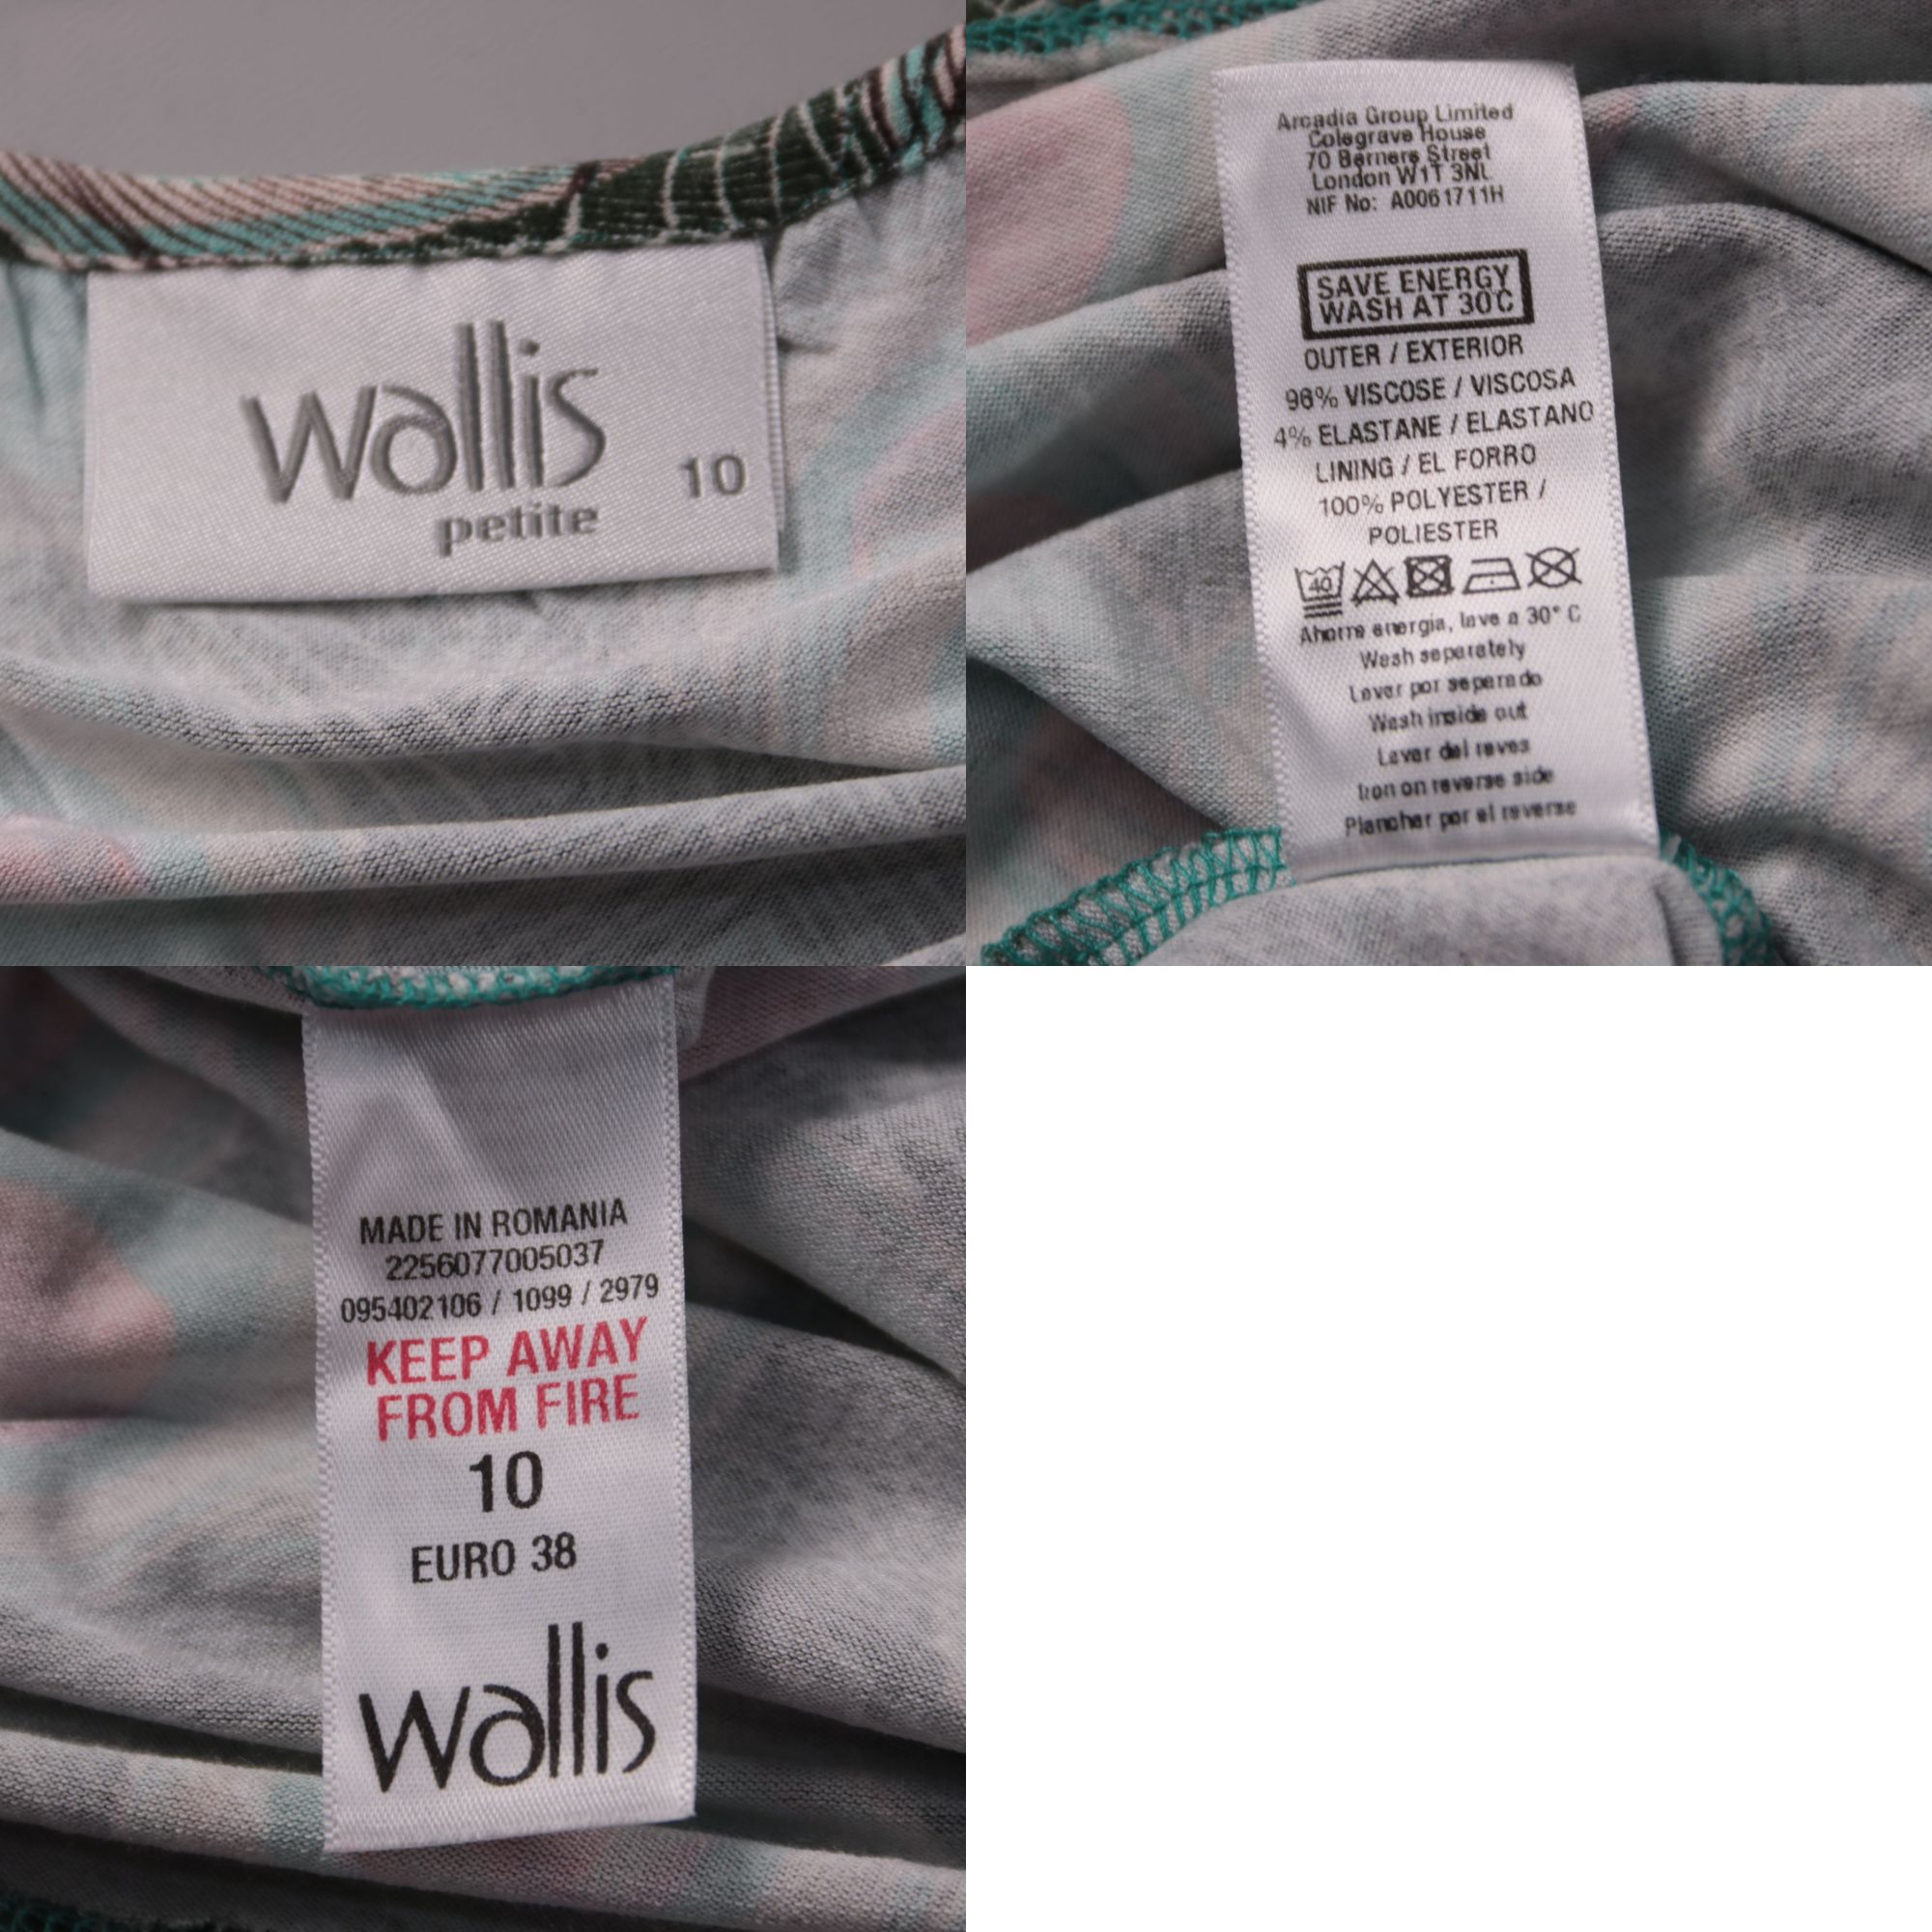 wallis
petite
10
Arcadia Group Limited
Colegrave House
70 Berners Street
London W1T 3NL
NIF No: A0061711H
SAVE ENERGY
WASH AT 30°C
OUTER / EXTERIOR
96% VISCOSE / VISCOSA
4% ELASTANE / ELASTANO
LINING / EL FORRO
100% POLYESTER /
POLIESTER
40
Ahorre energia, lave a 30° C
Wash separately
Lavar por separado
Wash inside out
Lavar del reves
Iron on reverse side
Planchar por el reverse
MADE IN ROMANIA
2256077005037
095402106 / 1099 / 2979
KEEP AWAY
FROM FIRE
10
EURO 38
wallis